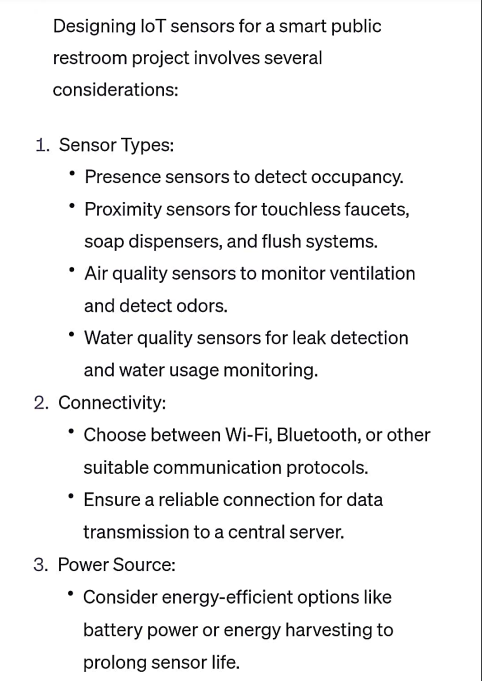 Designing IoT sensors for a smart public
restroom project involves several
considerations:
1. Sensor Types:
• Presence sensors to detect occupancy.
• Proximity sensors for touchless faucets,
soap dispensers, and flush systems.
• Air quality sensors to monitor ventilation
and detect odors.
• Water quality sensors for leak detection
and water usage monitoring.
2. Connectivity:
• Choose between Wi-Fi, Bluetooth, or other
suitable communication protocols.
• Ensure a reliable connection for data
transmission to a central server.
3. Power Source:
• Consider energy-efficient options like
battery power or energy harvesting to
prolong sensor life.